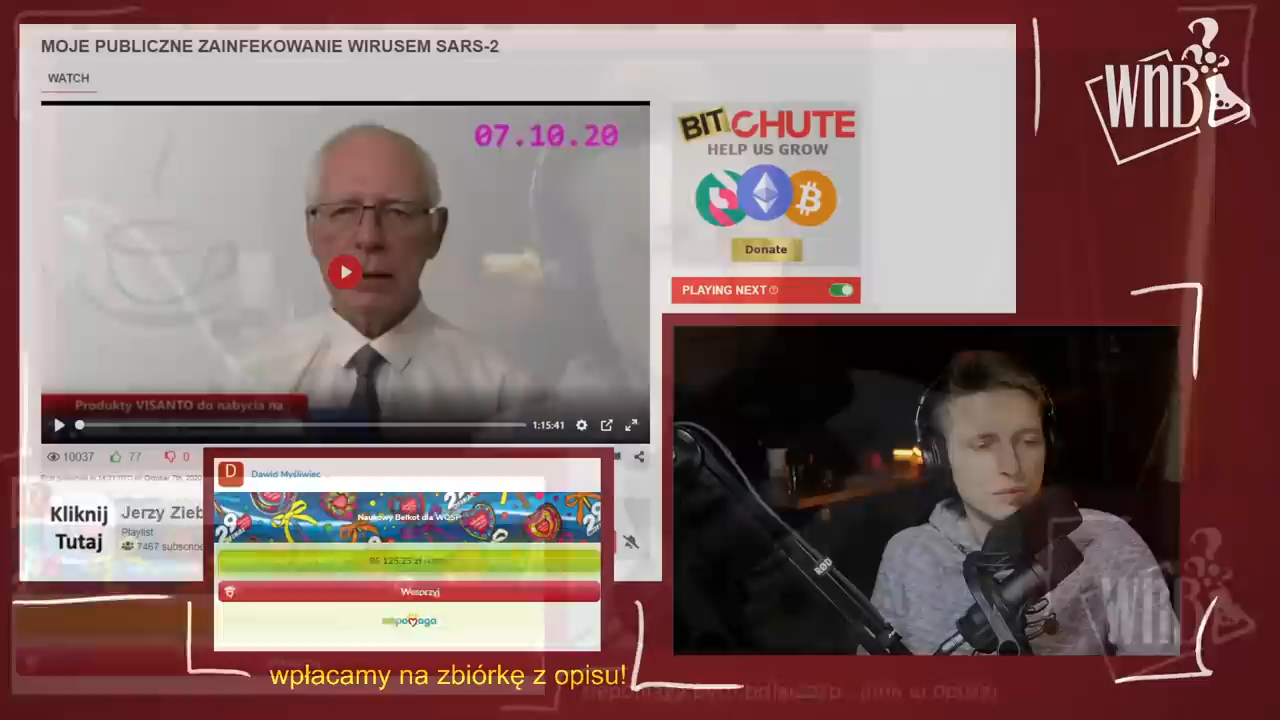 MOJE PUBLICZNE ZAINFEKOWANIE WIRUSEM SARS-2
WATCH
07.10.20
Produkty VISANTO do nabycia na
1:15:41
10037 77 0
Kliknij
Tutaj
Jerzy Zieb
Playlist
7467 subscribe
BITCHUTE
HELP US GROW
Donate
PLAYING NEXT
WNB?
Dawid Myśliwiec
Naukowy Bełkot dla WOŚP
Wesprzyj
wpłacamy na zbiórkę z opisu!
RØDE
WNB?